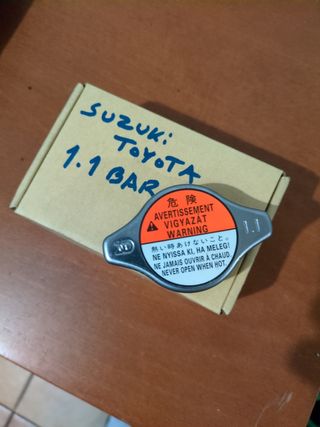 SUZUKi
TOYOTA
1.1 BAR
危険
AVERTISSEMENT
VIGYAZAT
WARNING
熱い時あけないこと。
NE NYISSA KI, HA MELEG!
NE JAMAIS OUVRIR À CHAUD
NEVER OPEN WHEN HOT
1.1